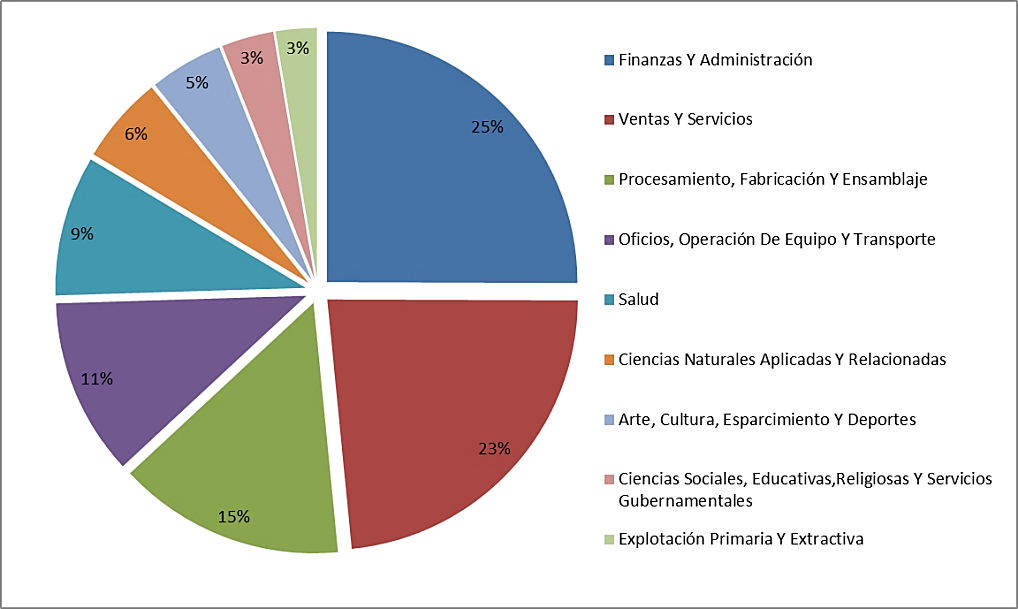 3%
3%
5%
25%
6%
9%
11%
23%
15%
Finanzas Y Administración
Ventas Y Servicios
Procesamiento, Fabricación Y Ensamblaje
Oficios, Operación De Equipo Y Transporte
Salud
Ciencias Naturales Aplicadas Y Relacionadas
Arte, Cultura, Esparcimiento Y Deportes
Ciencias Sociales, Educativas,Religiosas Y Servicios
Gubernamentales
Explotación Primaria Y Extractiva